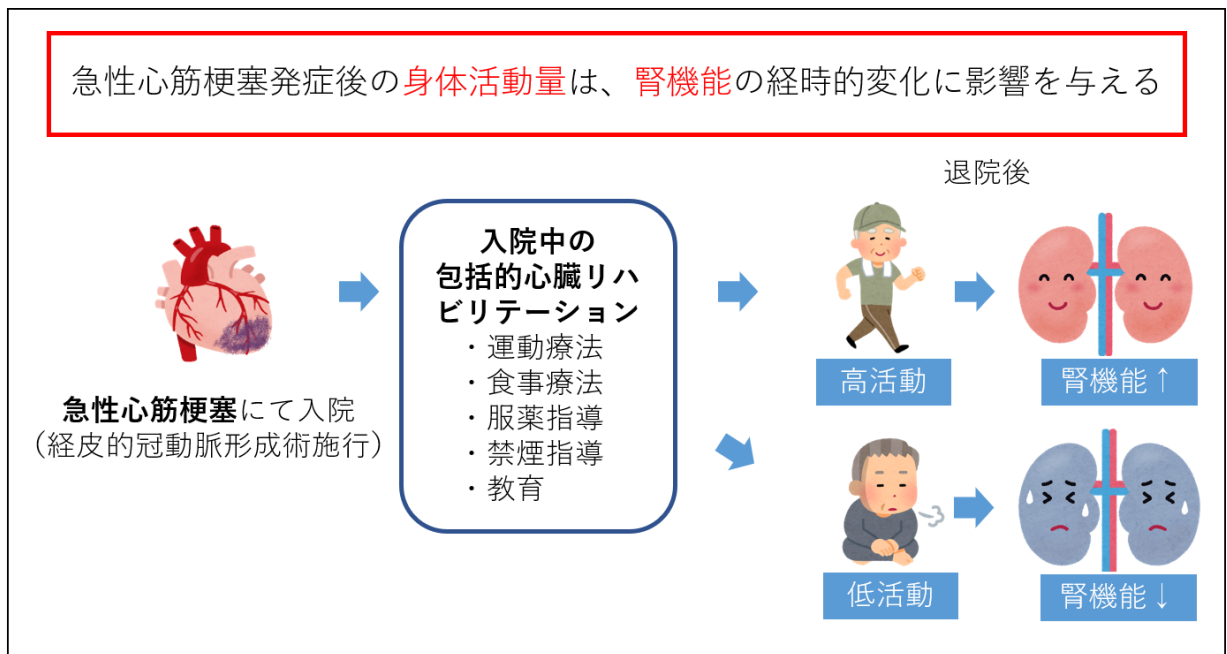 急性心筋梗塞発症後の身体活動量は、腎機能の経時的変化に影響を与える
退院後
急性心筋梗塞にて入院
（経皮的冠動脈形成術施行）
入院中の
包括的心臓リハ
ビリテーション
・運動療法
・食事療法
・服薬指導
・禁煙指導
・教育
高活動
腎機能↑
低活動
腎機能↓